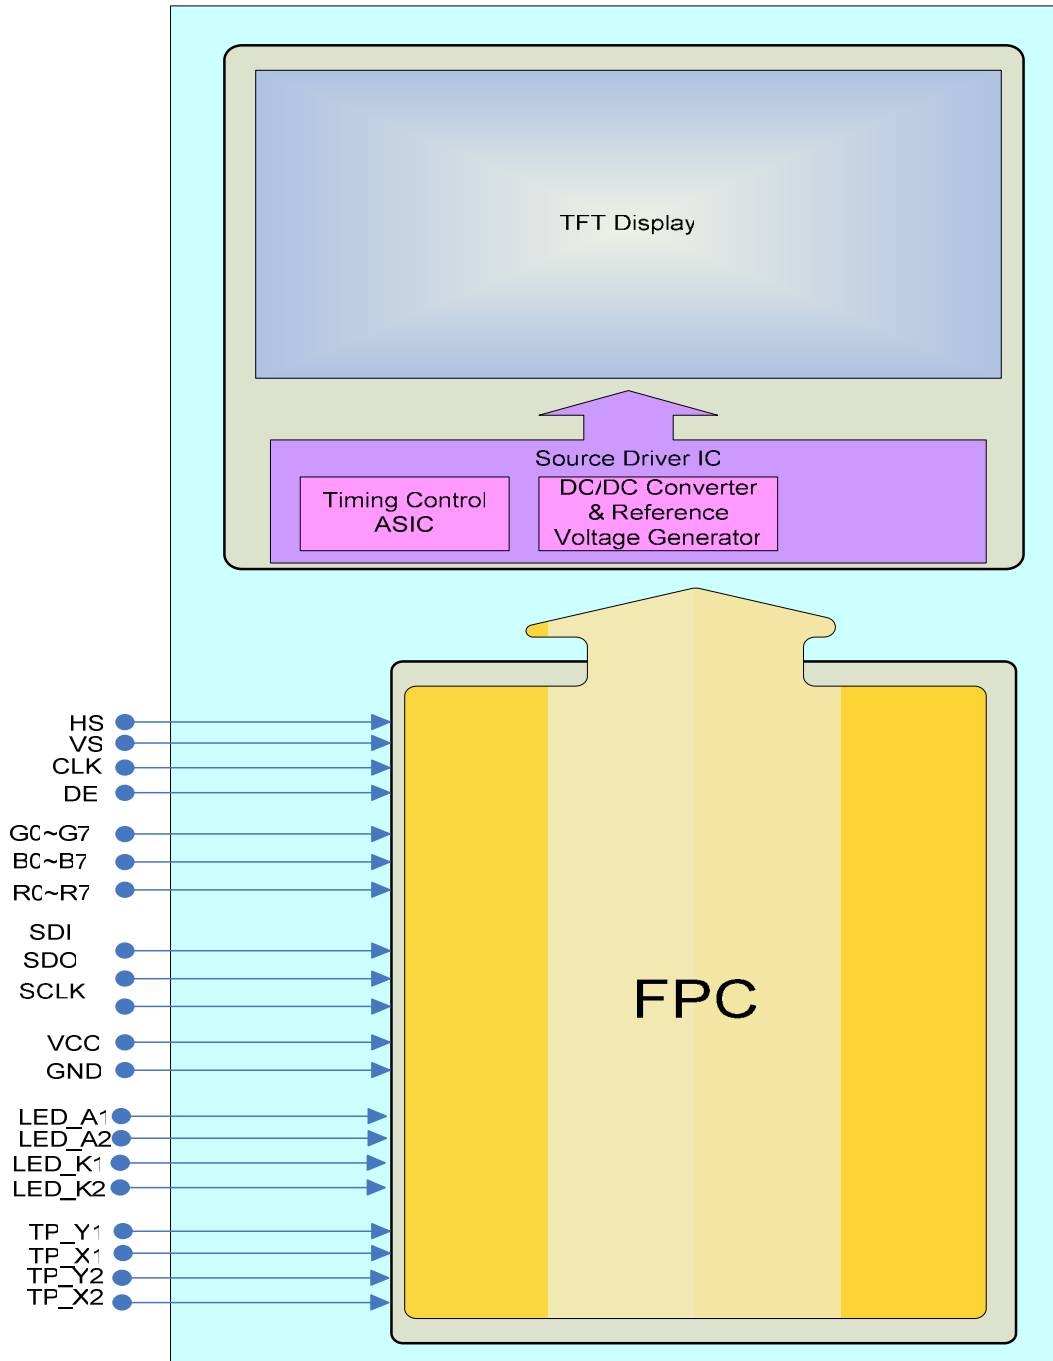 TFT Display
Source Driver IC
Timing Control
ASIC
DC/DC Converter
& Reference
Voltage Generator
HS
VS
CLK
DE
G0~G7
B0~B7
R0~R7
SDI
SDO
SCLK
VCC
GND
LED_A1
LED_A2
LED_K1
LED_K2
TP_Y1
TP_X1
TP_Y2
TP_X2
FPC